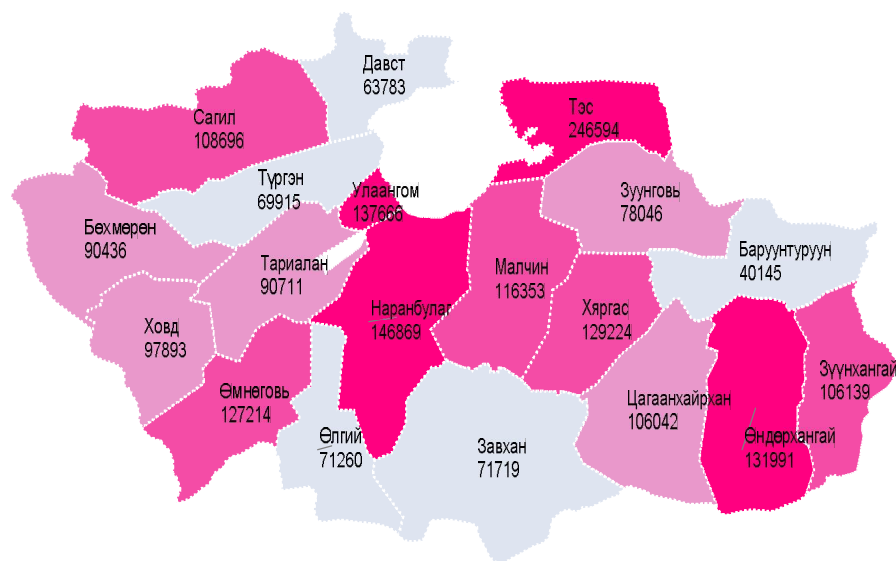 Давст
63783
Сагил
108696
Тэс
246594
Түргэн
69915
Улаангом
137666
Зуунговь
78046
Бөхмөрөн
90436
Тариалан
90711
Малчин
116353
Баруунтуруун
40145
Наранбулаг
146869
Хяргас
129224
Ховд
97893
Өмнөговь
127214
Цагаанхайрхан
106042
Зүүнхангай
106139
Өлгий
71260
Завхан
71719
Өндөрхангай
131991